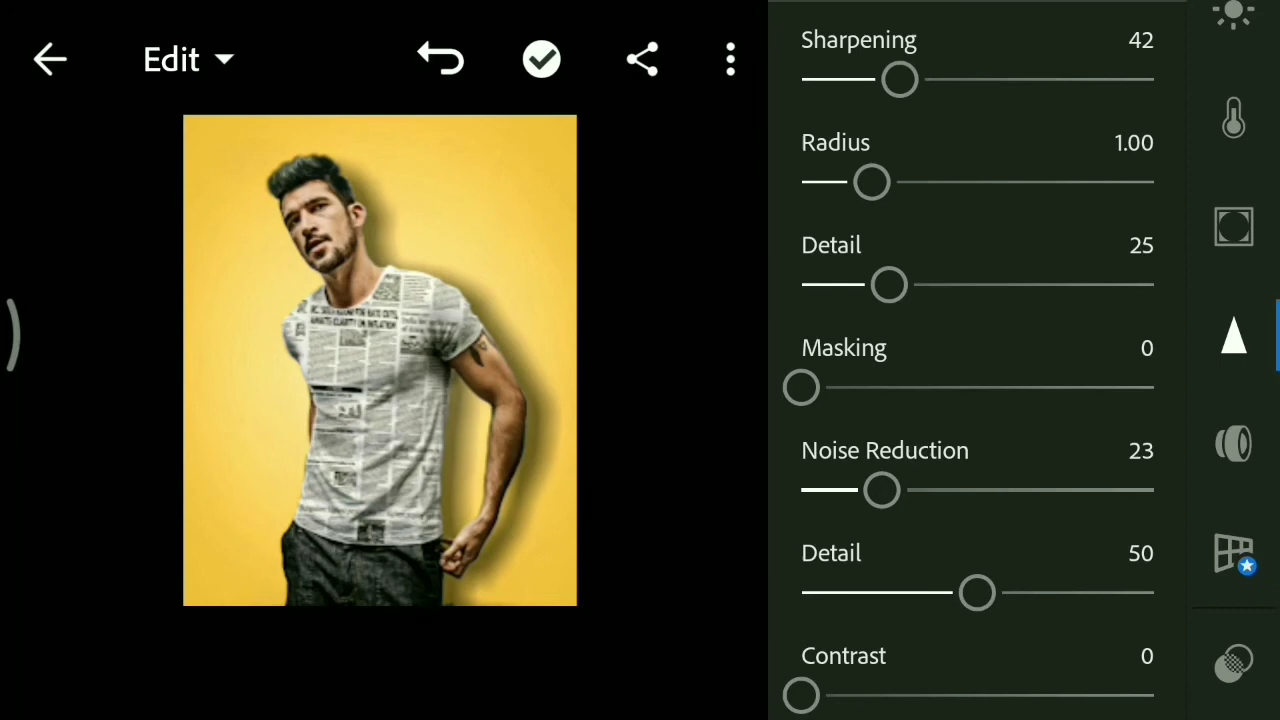 Edit
Sharpening 42
Radius 1.00
Detail 25
Masking 0
Noise Reduction 23
Detail 50
Contrast 0